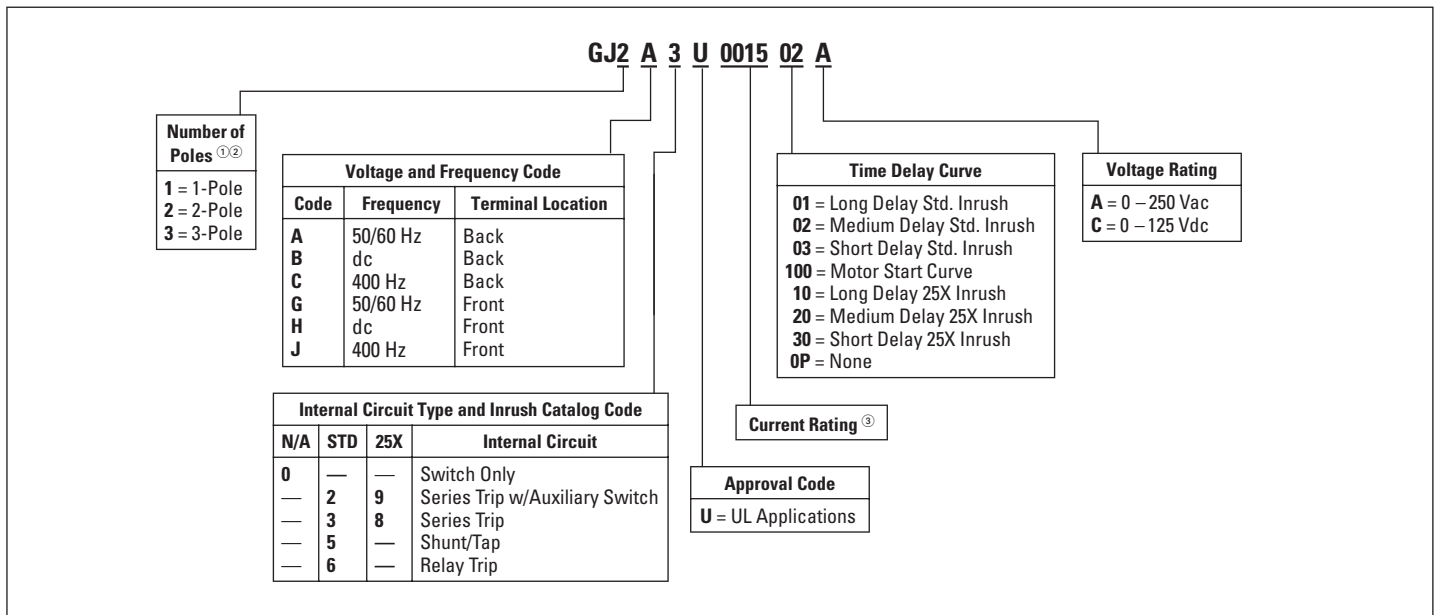 GJ2 A 3 U 0015 02 A
Number of
Poles ①②
1 = 1-Pole
2 = 2-Pole
3 = 3-Pole
Voltage and Frequency Code
Code Frequency Terminal Location
A 50/60 Hz Back
B dc Back
C 400 Hz Back
G 50/60 Hz Front
H dc Front
J 400 Hz Front
Internal Circuit Type and Inrush Catalog Code
N/A STD 25X Internal Circuit
0 — — Switch Only
— 2 9 Series Trip w/Auxiliary Switch
— 3 8 Series Trip
— 5 — Shunt/Tap
— 6 — Relay Trip
Approval Code
U = UL Applications
Current Rating ③
Time Delay Curve
01 = Long Delay Std. Inrush
02 = Medium Delay Std. Inrush
03 = Short Delay Std. Inrush
100 = Motor Start Curve
10 = Long Delay 25X Inrush
20 = Medium Delay 25X Inrush
30 = Short Delay 25X Inrush
0P = None
Voltage Rating
A = 0 – 250 Vac
C = 0 – 125 Vdc